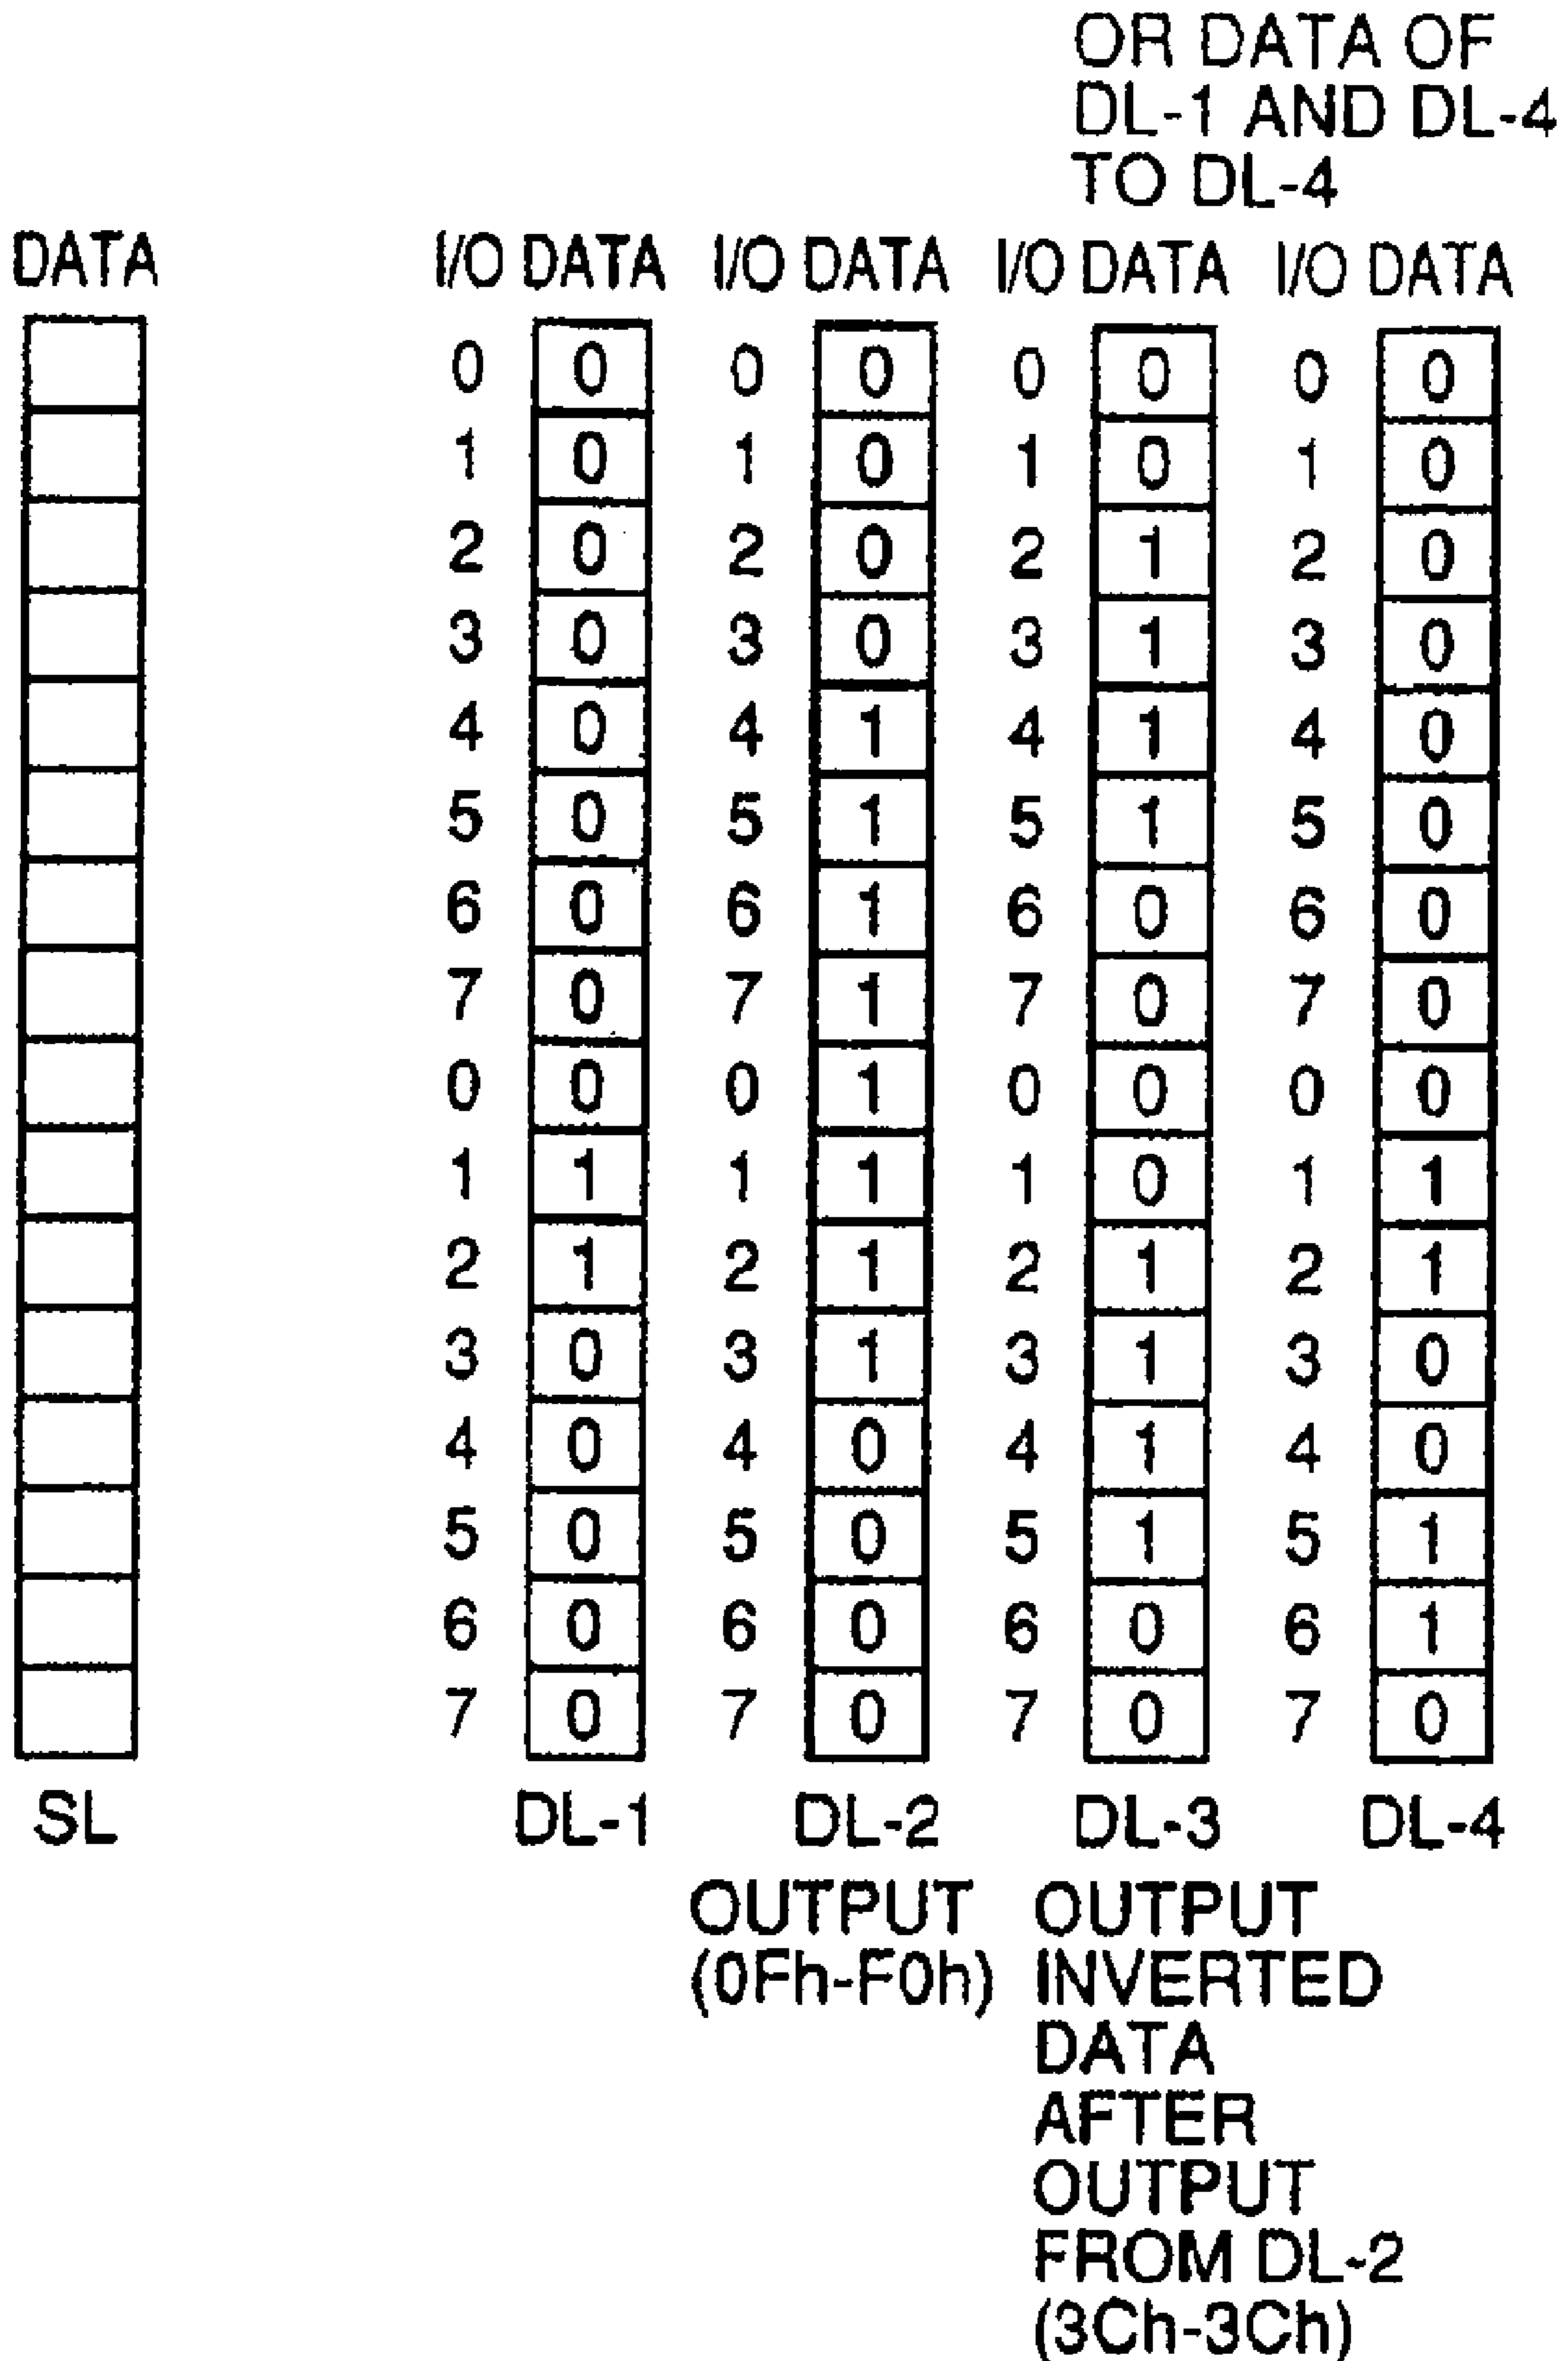 OR DATA OF
DL-1 AND DL-4
TO DL-4
DATA I/O DATA I/O DATA I/O DATA I/O DATA
0 0 0 0 0 0 0 0
1 0 1 0 1 0 1 0
2 0 2 0 2 1 2 0
3 0 3 0 3 1 3 0
4 0 4 1 4 1 4 0
5 0 5 1 5 1 5 0
6 0 6 1 6 0 6 0
7 0 7 1 7 0 7 0
0 0 0 1 0 0 0 0
1 1 1 1 1 0 1 1
2 1 2 1 2 1 2 1
3 0 3 1 3 1 3 0
4 0 4 0 4 1 4 0
5 0 5 0 5 1 5 1
6 0 6 0 6 0 6 1
7 0 7 0 7 0 7 0
SL DL-1 DL-2 DL-3 DL-4
OUTPUT
(0Fh-F0h)
OUTPUT
INVERTED
DATA
AFTER
OUTPUT
FROM DL-2
(3Ch-3Ch)